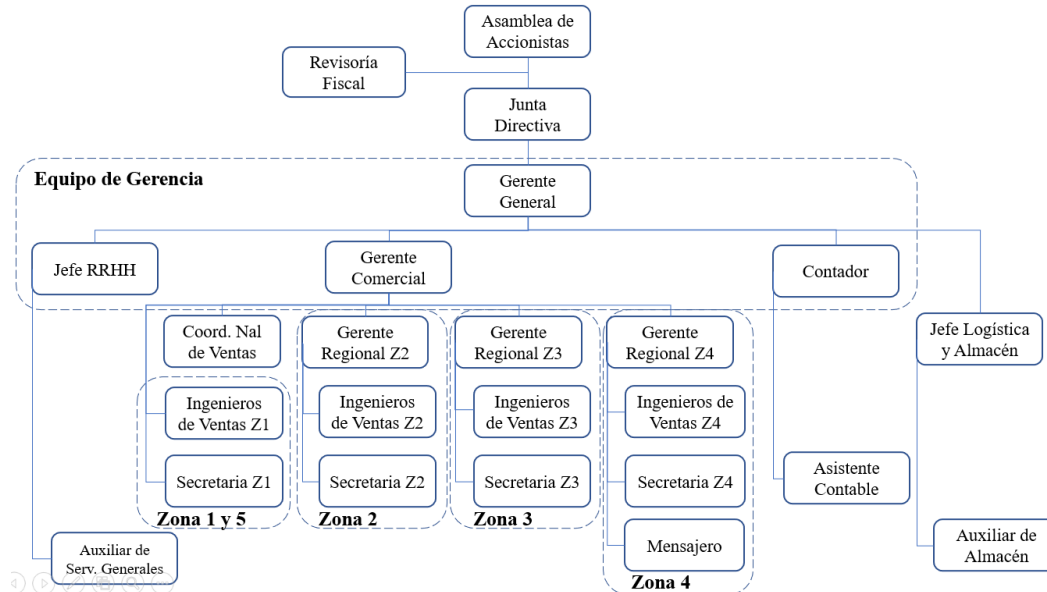 Asamblea de
Accionistas
Revisoría
Fiscal
Junta
Directiva
Equipo de Gerencia
Gerente
General
Jefe RRHH
Gerente
Comercial
Contador
Coord. Nal
de Ventas
Gerente
Regional Z2
Gerente
Regional Z3
Gerente
Regional Z4
Jefe Logística
y Almacén
Ingenieros
de Ventas Z1
Ingenieros
de Ventas Z2
Ingenieros
de Ventas Z3
Ingenieros de
Ventas Z4
Secretaria Z1
Secretaria Z2
Secretaria Z3
Secretaria Z4
Asistente
Contable
Zona 1 y 5
Zona 2
Zona 3
Mensajero
Auxiliar de
Serv. Generales
Auxiliar de
Almacén
Zona 4